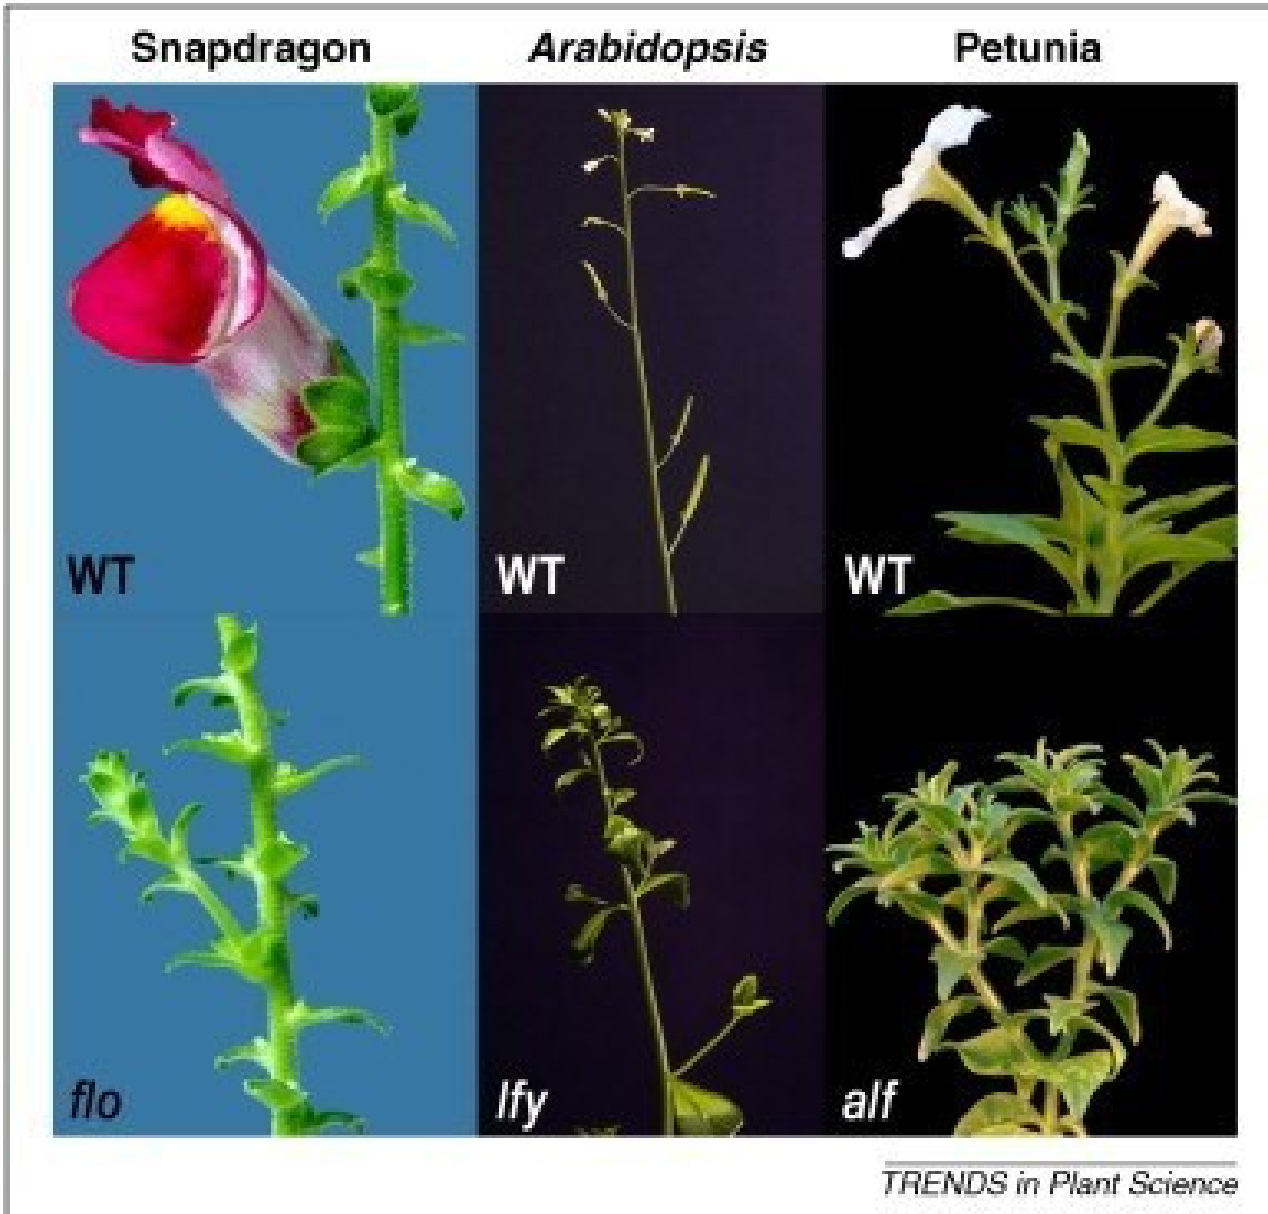 Snapdragon Arabidopsis Petunia
WT WT WT
flo lfy alf
TRENDS in Plant Science